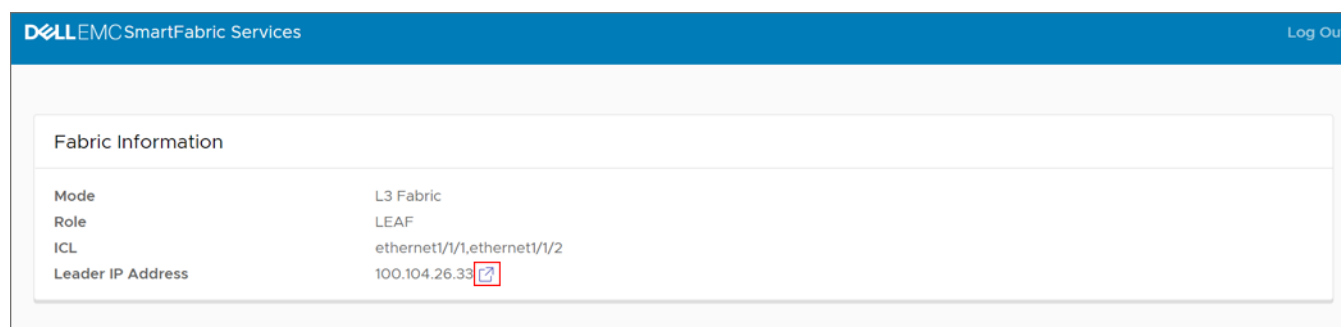 DELLEMC SmartFabric Services
Log Ou
Fabric Information
Mode L3 Fabric
Role LEAF
ICL ethernet1/1/1,ethernet1/1/2
Leader IP Address 100.104.26.33